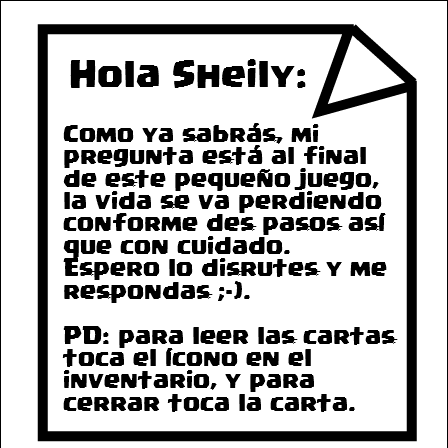 Hola Sheily:
Como ya sabrás, mi
pregunta está al final
de este pequeño juego,
la vida se va perdiendo
conforme des pasos así
que con cuidado.
Espero lo disrutes y me
respondas ;-).
PD: para leer las cartas
toca el ícono en el
inventario, y para
cerrar toca la carta.